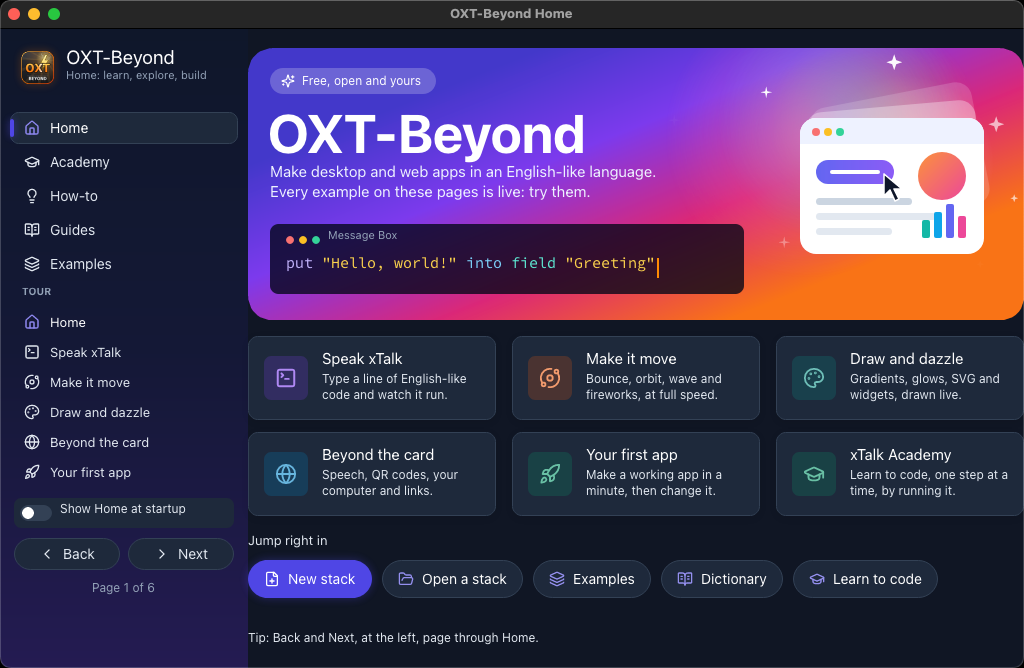 OXT-Beyond Home
OXT
BEYOND
OXT-Beyond
Home: learn, explore, build
Home
Academy
How-to
Guides
Examples
TOUR
Home
Speak xTalk
Make it move
Draw and dazzle
Beyond the card
Your first app
Show Home at startup
Back
Next
Page 1 of 6
Free, open and yours
OXT-Beyond
Make desktop and web apps in an English-like language.
Every example on these pages is live: try them.
Message Box
put "Hello, world!" into field "Greeting"
Speak xTalk
Type a line of English-like
code and watch it run.
Make it move
Bounce, orbit, wave and
fireworks, at full speed.
Draw and dazzle
Gradients, glows, SVG and
widgets, drawn live.
Beyond the card
Speech, QR codes, your
computer and links.
Your first app
Make a working app in a
minute, then change it.
xTalk Academy
Learn to code, one step at a
time, by running it.
Jump right in
New stack
Open a stack
Examples
Dictionary
Learn to code
Tip: Back and Next, at the left, page through Home.